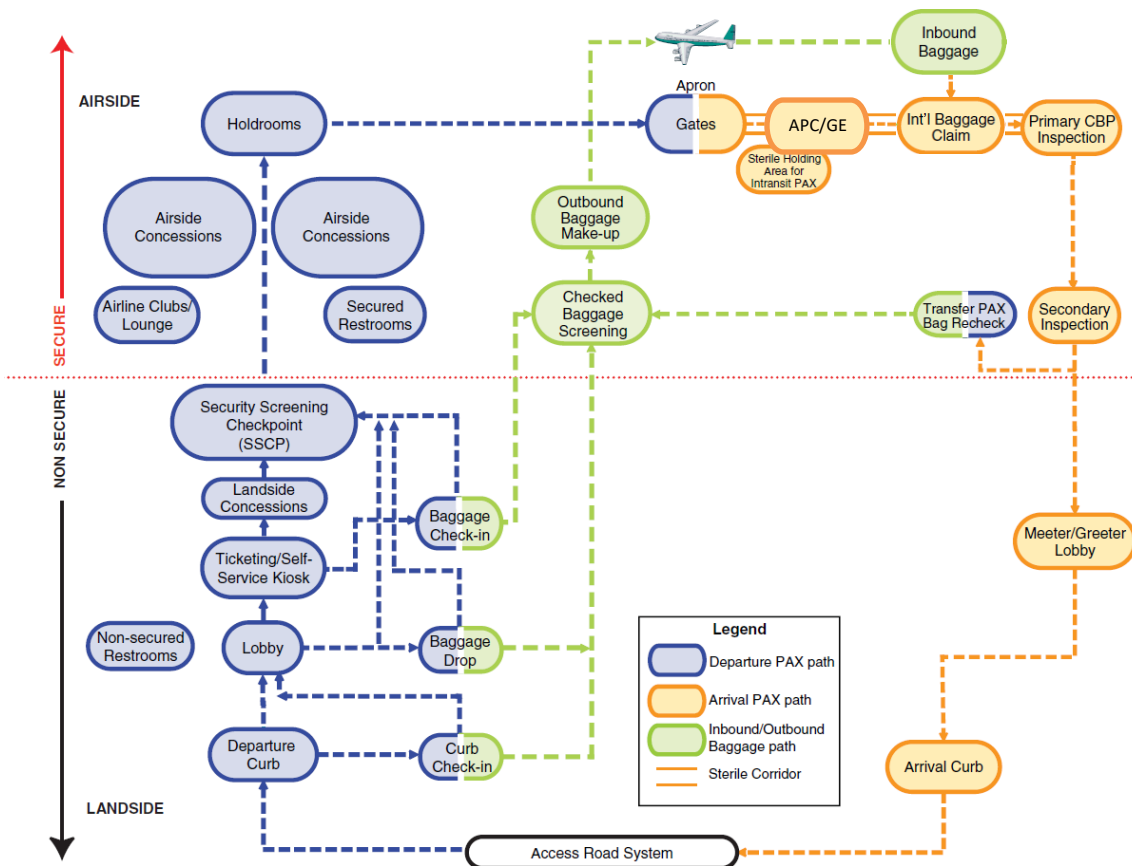 Inbound
Baggage
AIRSIDE
Apron
Holdrooms
Gates
APC/GE
Int'l Baggage
Claim
Primary CBP
Inspection
Sterile Holding
Area for
Intransit PAX
Airside
Concessions
Airside
Concessions
Outbound
Baggage
Make-up
Airline Clubs/
Lounge
Secured
Restrooms
Checked
Baggage
Screening
Transfer PAX
Bag Recheck
Secondary
Inspection
SECURE
NON SECURE
Security Screening
Checkpoint
(SSCP)
Landside
Concessions
Baggage
Check-in
Ticketing/Self-
Service Kiosk
Meeter/Greeter
Lobby
Non-secured
Restrooms
Lobby
Baggage
Drop
Legend
Departure PAX path
Arrival PAX path
Inbound/Outbound
Baggage path
Sterile Corridor
Departure
Curb
Curb
Check-in
Arrival Curb
LANDSIDE
Access Road System